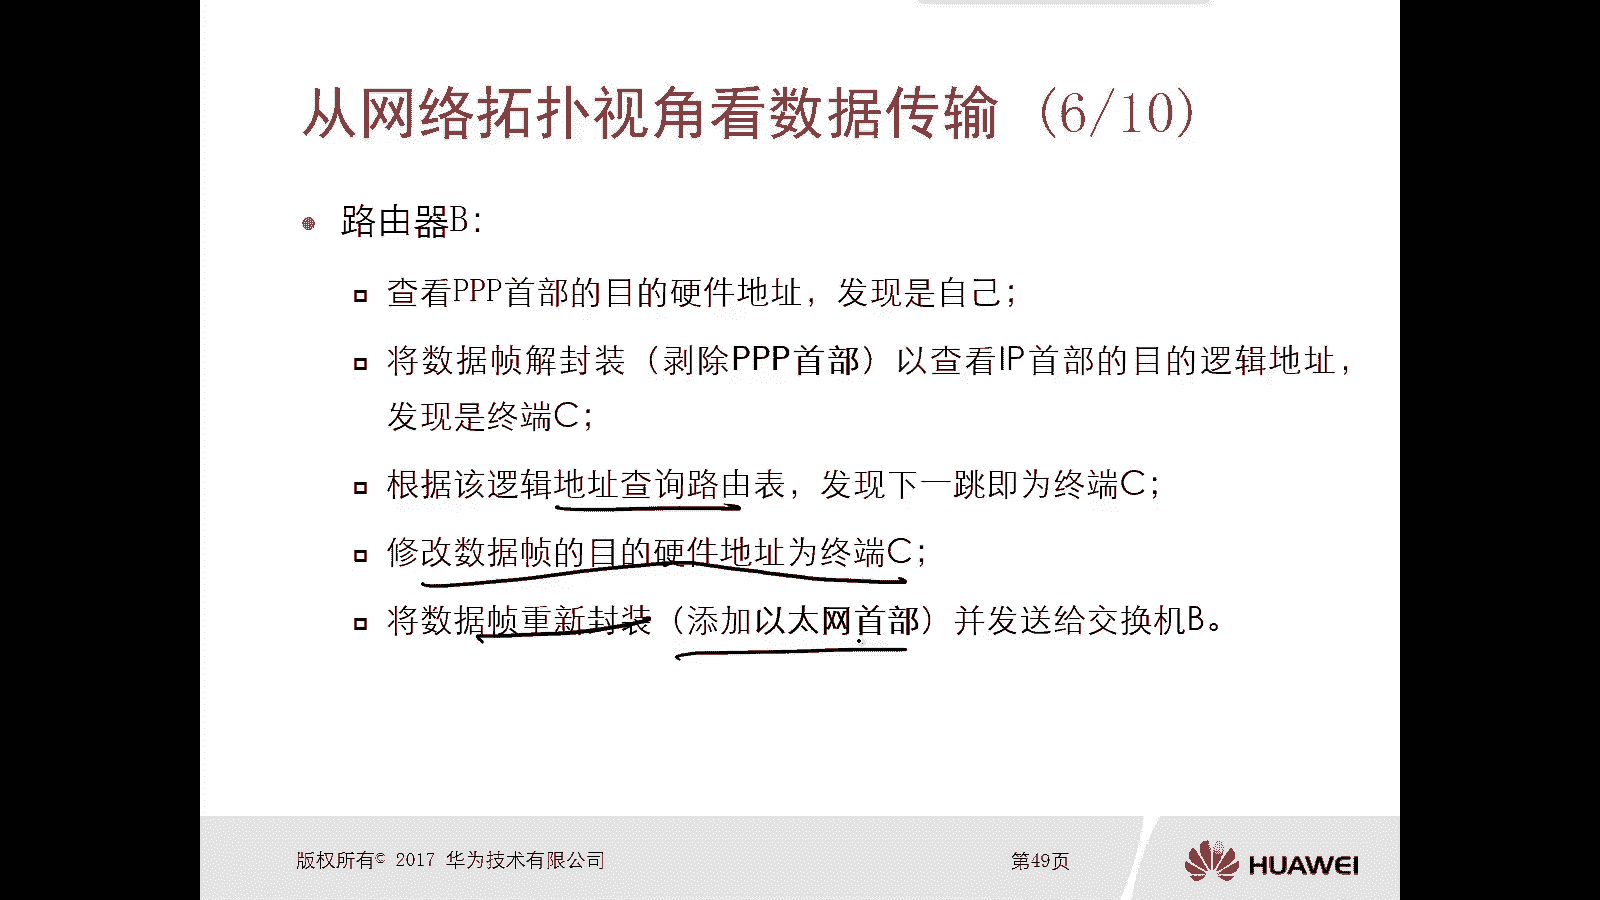 从网络拓扑视角看数据传输（6/10）
路由器B：
查看PPP首部的目的硬件地址，发现是自己；
将数据帧解封装（剥除PPP首部）以查看IP首部的目的逻辑地址，
发现是终端C；
根据该逻辑地址查询路由表，发现下一跳即为终端C；
修改数据帧的目的硬件地址为终端C；
将数据帧重新封装（添加以太网首部）并发送给交换机B。
版权所有© 2017 华为技术有限公司
第49页
HUAWEI